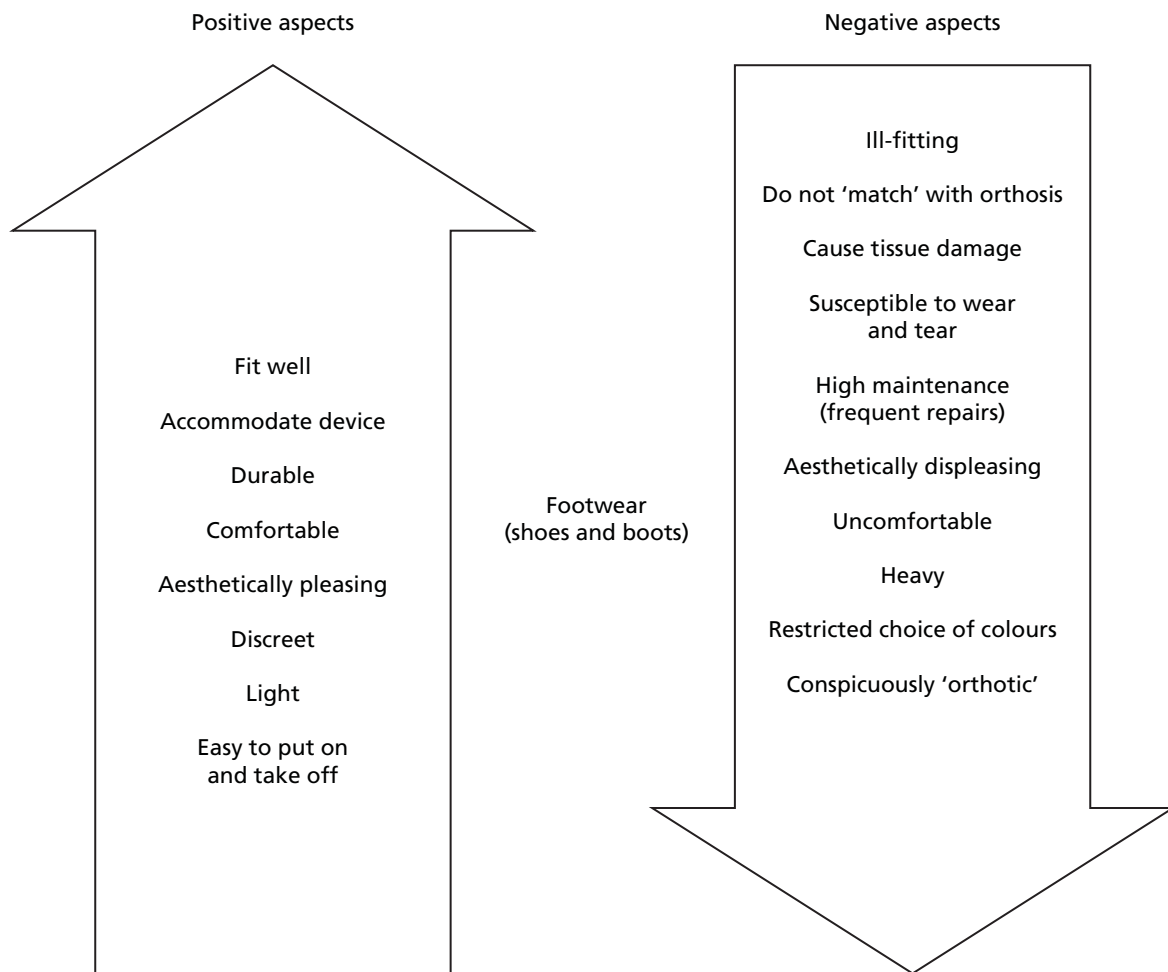 Positive aspects
Fit well
Accommodate device
Durable
Comfortable
Aesthetically pleasing
Discreet
Light
Easy to put on
and take off
Footwear
(shoes and boots)
Negative aspects
Ill-fitting
Do not ‘match’ with orthosis
Cause tissue damage
Susceptible to wear
and tear
High maintenance
(frequent repairs)
Aesthetically displeasing
Uncomfortable
Heavy
Restricted choice of colours
Conspicuously ‘orthotic’